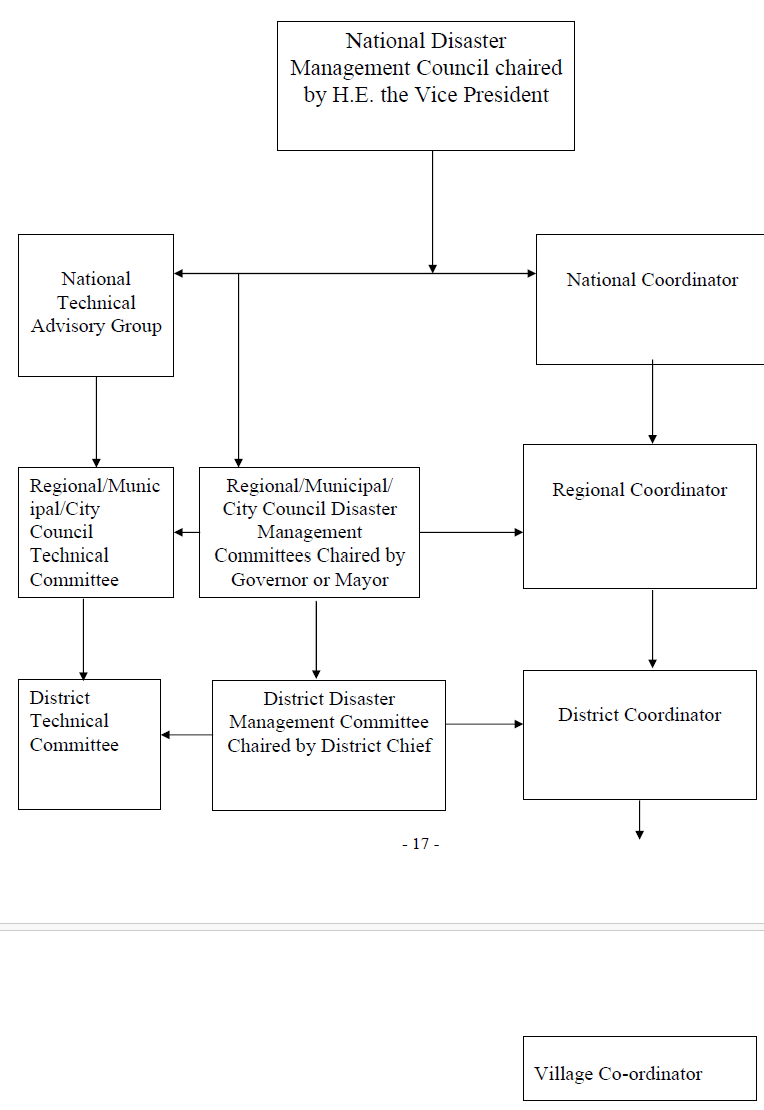 National Disaster
Management Council chaired
by H.E. the Vice President
National
Technical
Advisory Group
National Coordinator
Regional/Munic
ipal/City
Council
Technical
Committee
Regional/Municipal/
City Council Disaster
Management
Committees Chaired by
Governor or Mayor
Regional Coordinator
District
Technical
Committee
District Disaster
Management Committee
Chaired by District Chief
District Coordinator
- 17 -
Village Co-ordinator